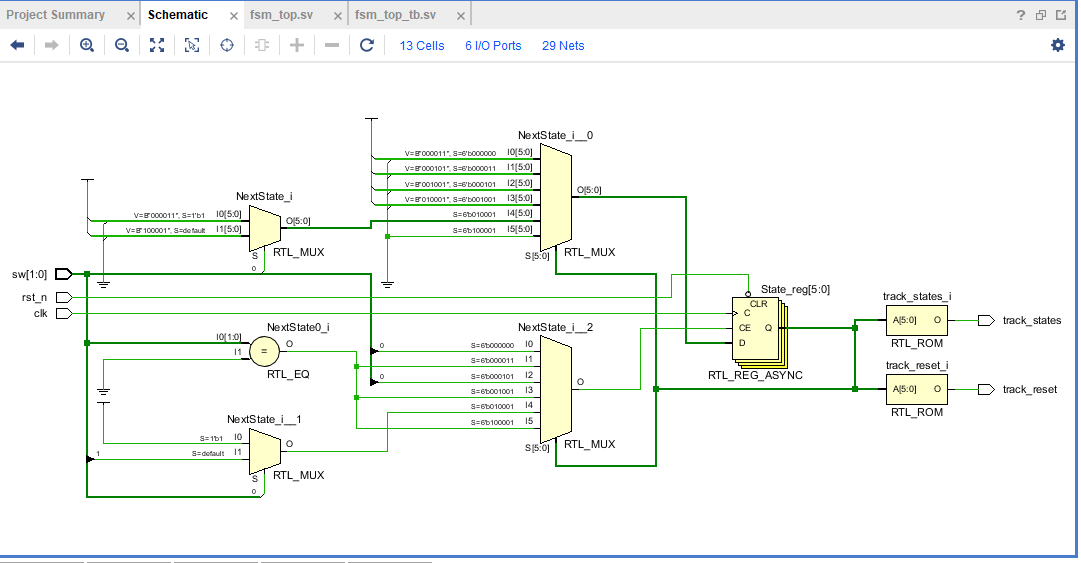 Project Summary × Schematic × fsm_top.sv × fsm_top_tb.sv ×
?
13 Cells 6 I/O Ports 29 Nets
NextState_i__0
V=B"000011", S=6'b000000 I0[5:0]
V=B"000101", S=6'b000011 I1[5:0]
V=B"001001", S=6'b000101 I2[5:0]
V=B"010001", S=6'b001001 I3[5:0]
S=6'b010001 I4[5:0]
S=6'b100001 I5[5:0]
O[5:0]
S[5:0]
RTL_MUX
NextState_i
V=B"000011", S=1'b1 I0[5:0]
V=B"100001", S=default I1[5:0]
O[5:0]
S
0
RTL_MUX
sw[1:0]
rst_n
clk
NextState0_i
I0[1:0]
I1
=
O
RTL_EQ
NextState_i__1
S=1'b1 I0
1 S=default I1
O
S
0
RTL_MUX
NextState_i__2
0 S=6'b000000 I0
S=6'b000011 I1
0 S=6'b000101 I2
S=6'b001001 I3
S=6'b010001 I4
S=6'b100001 I5
O
S[5:0]
RTL_MUX
State_reg[5:0]
CLR
C
CE Q
D
RTL_REG_ASYNC
track_states_i
A[5:0] O
track_states
RTL_ROM
track_reset_i
A[5:0] O
track_reset
RTL_ROM